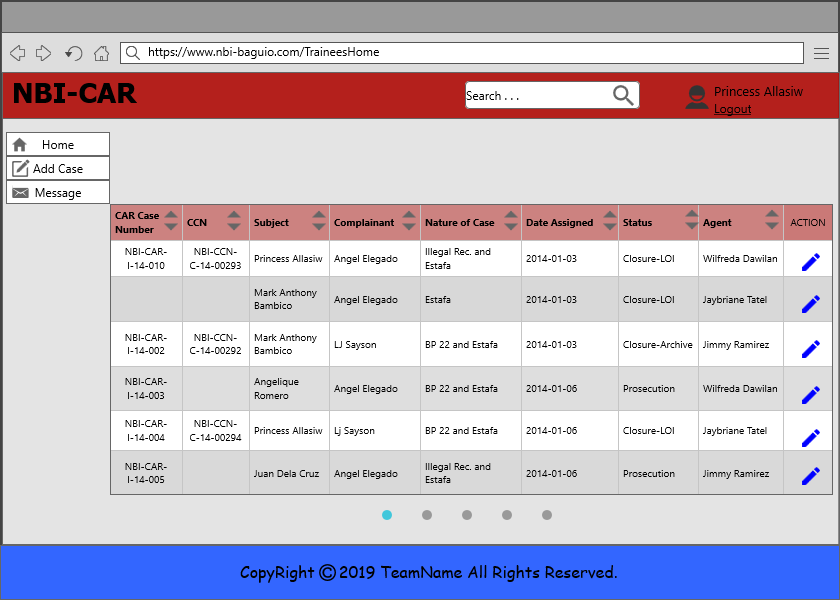 https://www.nbi-baguio.com/TraineesHome
NBI-CAR
Search . . .
Princess Allasiw
Logout
Home
Add Case
Message
CAR Case Number CCN Subject Complainant Nature of Case Date Assigned Status Agent ACTION
NBI-CAR-I-14-010 NBI-CCN-C-14-00293 Princess Allasiw Angel Elegado Illegal Rec. and Estafa 2014-01-03 Closure-LOI Wilfreda Dawilan
Mark Anthony Bambico Angel Elegado Estafa 2014-01-03 Closure-LOI Jaybriane Tatel
NBI-CAR-I-14-002 NBI-CCN-C-14-00292 Mark Anthony Bambico LJ Sayson BP 22 and Estafa 2014-01-03 Closure-Archive Jimmy Ramirez
NBI-CAR-I-14-003 Angelique Romero Angel Elegado BP 22 and Estafa 2014-01-06 Prosecution Wilfreda Dawilan
NBI-CAR-I-14-004 NBI-CCN-C-14-00294 Princess Allasiw Lj Sayson BP 22 and Estafa 2014-01-06 Closure-LOI Jaybriane Tatel
NBI-CAR-I-14-005 Juan Dela Cruz Angel Elegado Illegal Rec. and Estafa 2014-01-06 Prosecution Jimmy Ramirez
CopyRight © 2019 TeamName All Rights Reserved.